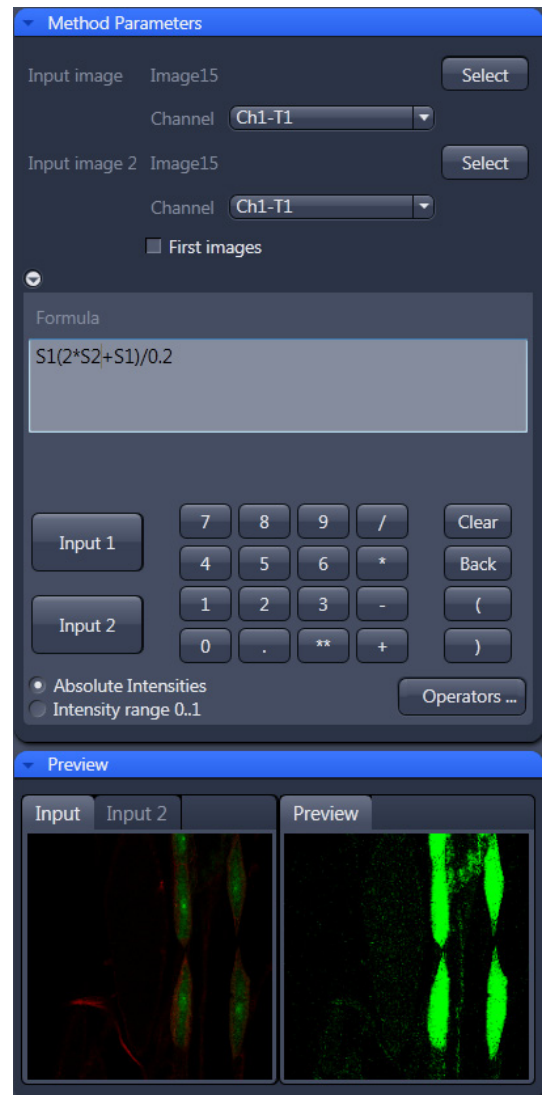 Method Parameters
Input image Image15 Select
Channel Ch1-T1
Input image 2 Image15 Select
Channel Ch1-T1
First images
Formula
S1(2*S2+S1)/0.2
Input 1
7 8 9 / Clear
4 5 6 * Back
Input 2
1 2 3 - (
0 . ** + )
Absolute Intensities
Intensity range 0..1
Operators ...
Preview
Input Input 2 Preview